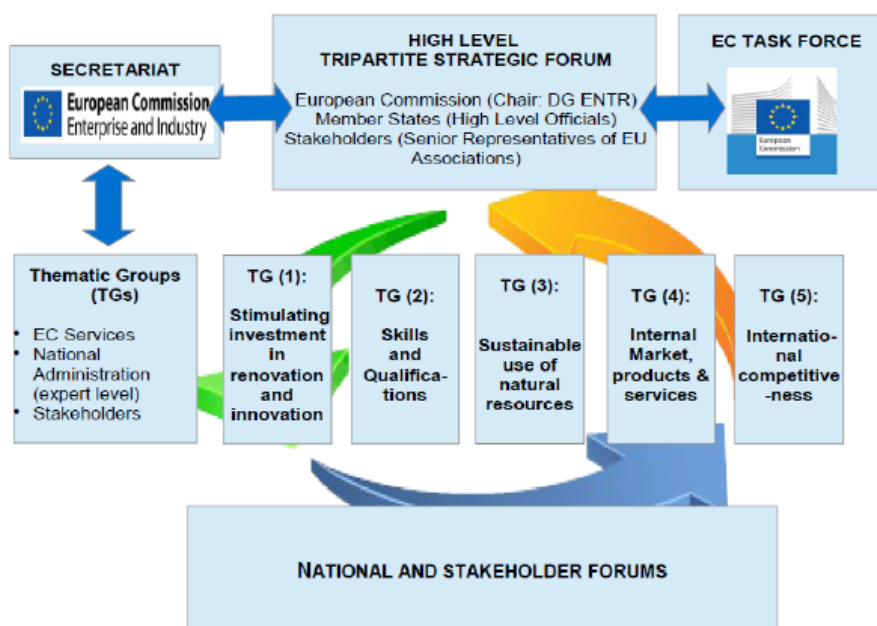 SECRETARIAT
European Commission
Enterprise and Industry
HIGH LEVEL
TRIPARTITE STRATEGIC FORUM
European Commission (Chair: DG ENTR)
Member States (High Level Officials)
Stakeholders (Senior Representatives of EU
Associations)
EC TASK FORCE
European
Commission
Thematic Groups
(TGs)
• EC Services
• National
Administration
(expert level)
• Stakeholders
TG (1):
Stimulating
investment
in
renovation
and
innovation
TG (2):
Skills
and
Qualifica-
tions
TG (3):
Sustainable
use of
natural
resources
TG (4):
Internal
Market,
products &
services
TG (5):
Internatio-
nal
competitive
-ness
NATIONAL AND STAKEHOLDER FORUMS